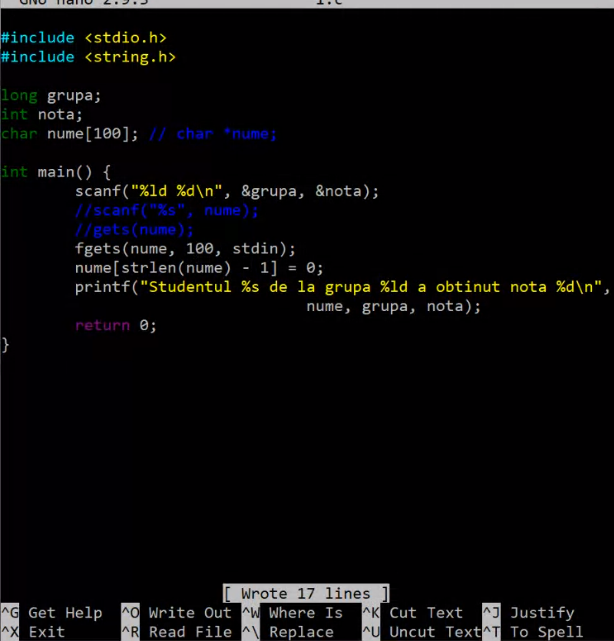 GNU nano 2.9.3 1.c
#include <stdio.h>
#include <string.h>
long grupa;
int nota;
char nume[100]; // char *nume;
int main() {
        scanf("%ld %d\n", &grupa, &nota);
        //scanf("%s", nume);
        //gets(nume);
        fgets(nume, 100, stdin);
        nume[strlen(nume) - 1] = 0;
        printf("Studentul %s de la grupa %ld a obtinut nota %d\n",
                                 nume, grupa, nota);
        return 0;
}
[ Wrote 17 lines ]
^G Get Help ^O Write Out ^W Where Is ^K Cut Text ^J Justify
^X Exit ^R Read File ^\ Replace ^U Uncut Text ^T To Spell